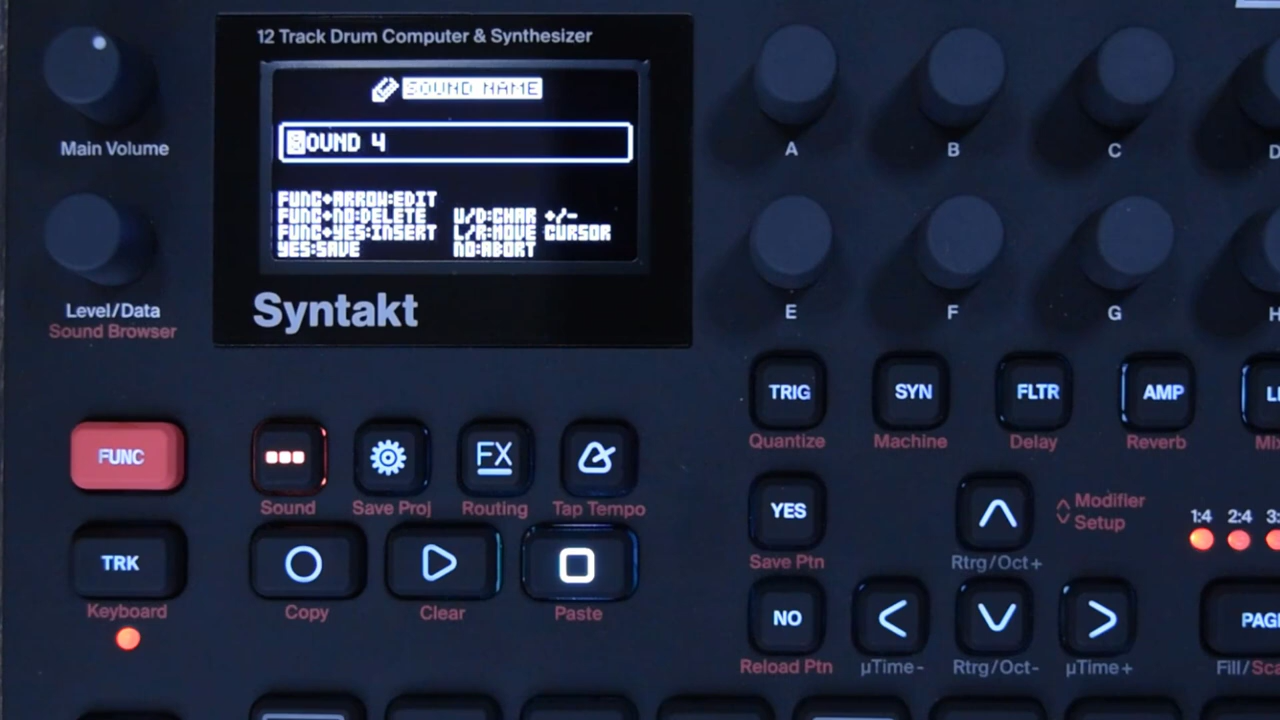 12 Track Drum Computer & Synthesizer
SOUND NAME
SOUND 4
FUNC+ARROW:EDIT
FUNC+NO:DELETE U/D:CHAR +/-
FUNC+YES:INSERT L/R:MOVE CURSOR
YES:SAVE NO:ABORT
Syntakt
Main Volume
Level/Data
Sound Browser
A B C D
E F G H
TRIG SYN FLTR AMP
Quantize Machine Delay Reverb
FUNC
FX
Sound Save Proj Routing Tap Tempo
YES
Modifier
Setup
1:4 2:4
Save Ptn Rtrg/Oct+
TRK
Keyboard Copy Clear Paste
NO
Reload Ptn µTime- Rtrg/Oct- µTime+ Fill/